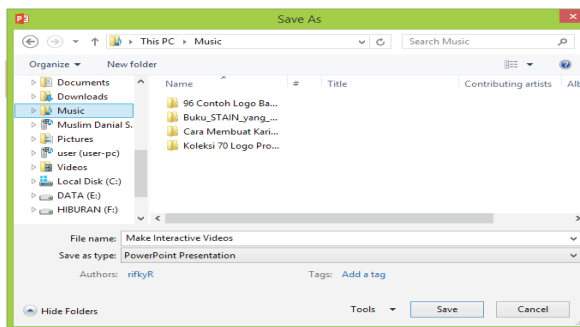 Save As
This PC ▸ Music
Search Music
Organize
New folder
Documents
Downloads
Music
Muslim Danial S.
Pictures
user (user-pc)
Videos
Local Disk (C:)
DATA (E:)
HIBURAN (F:)
Name # Title Contributing artists Alb
96 Contoh Logo Ba...
Buku_STAIN_yang_...
Cara Membuat Kari...
Koleksi 70 Logo Pro...
File name: Make Interactive Videos
Save as type: PowerPoint Presentation
Authors: rifkyR Tags: Add a tag
Hide Folders Tools Save Cancel